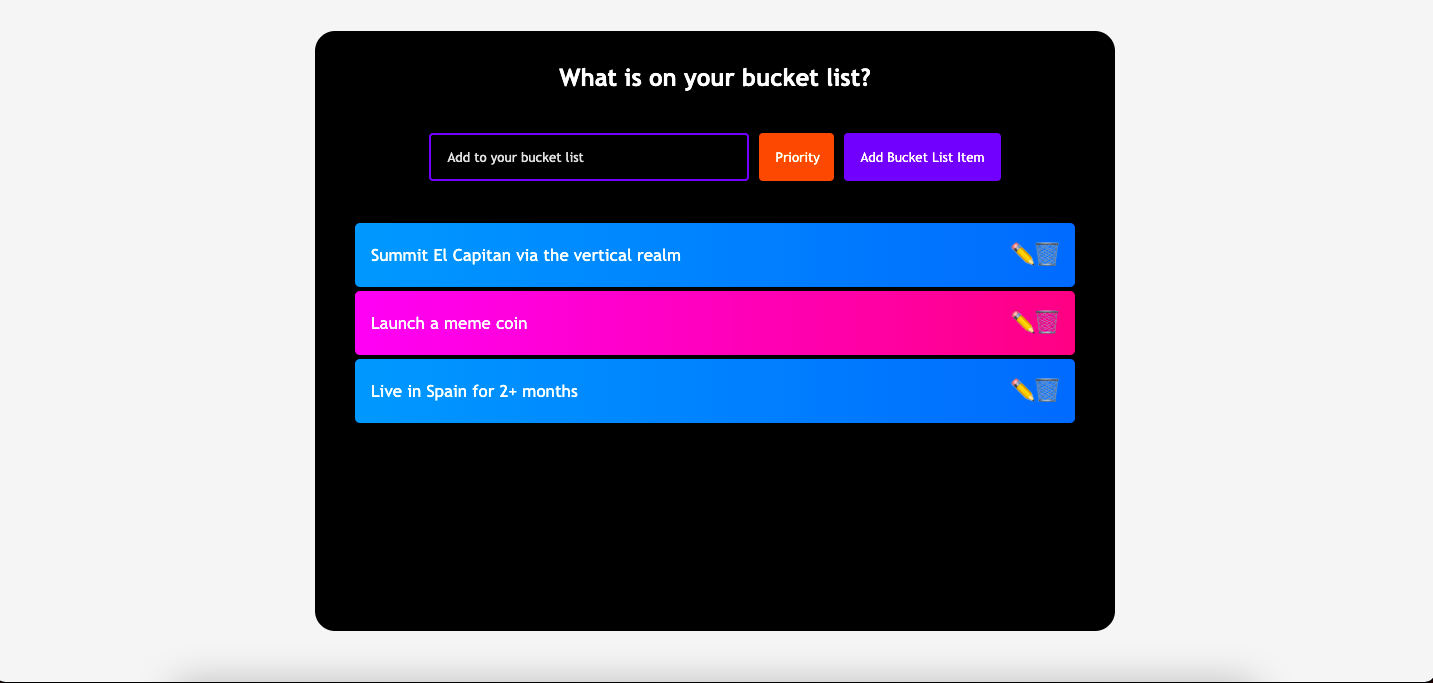 What is on your bucket list?
Add to your bucket list
Priority
Add Bucket List Item
Summit El Capitan via the vertical realm
Launch a meme coin
Live in Spain for 2+ months